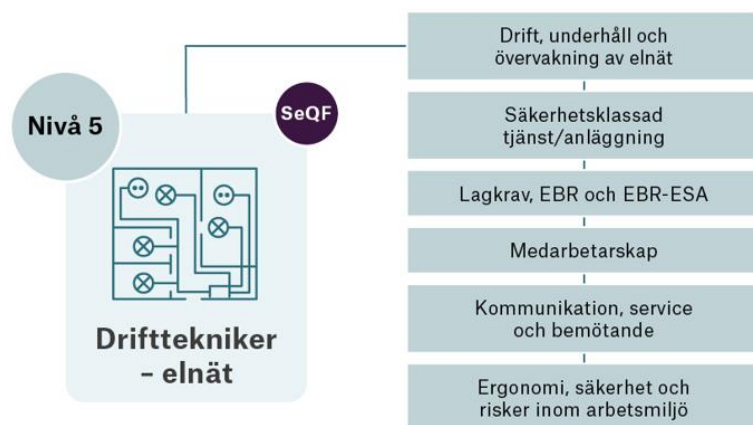 Nivå 5
SeQF
Drifttekniker
– elnät
Drift, underhåll och
övervakning av elnät
Säkerhetsklassad
tjänst/anläggning
Lagkrav, EBR och EBR-ESA
Medarbetarskap
Kommunikation, service
och bemötande
Ergonomi, säkerhet och
risker inom arbetsmiljö